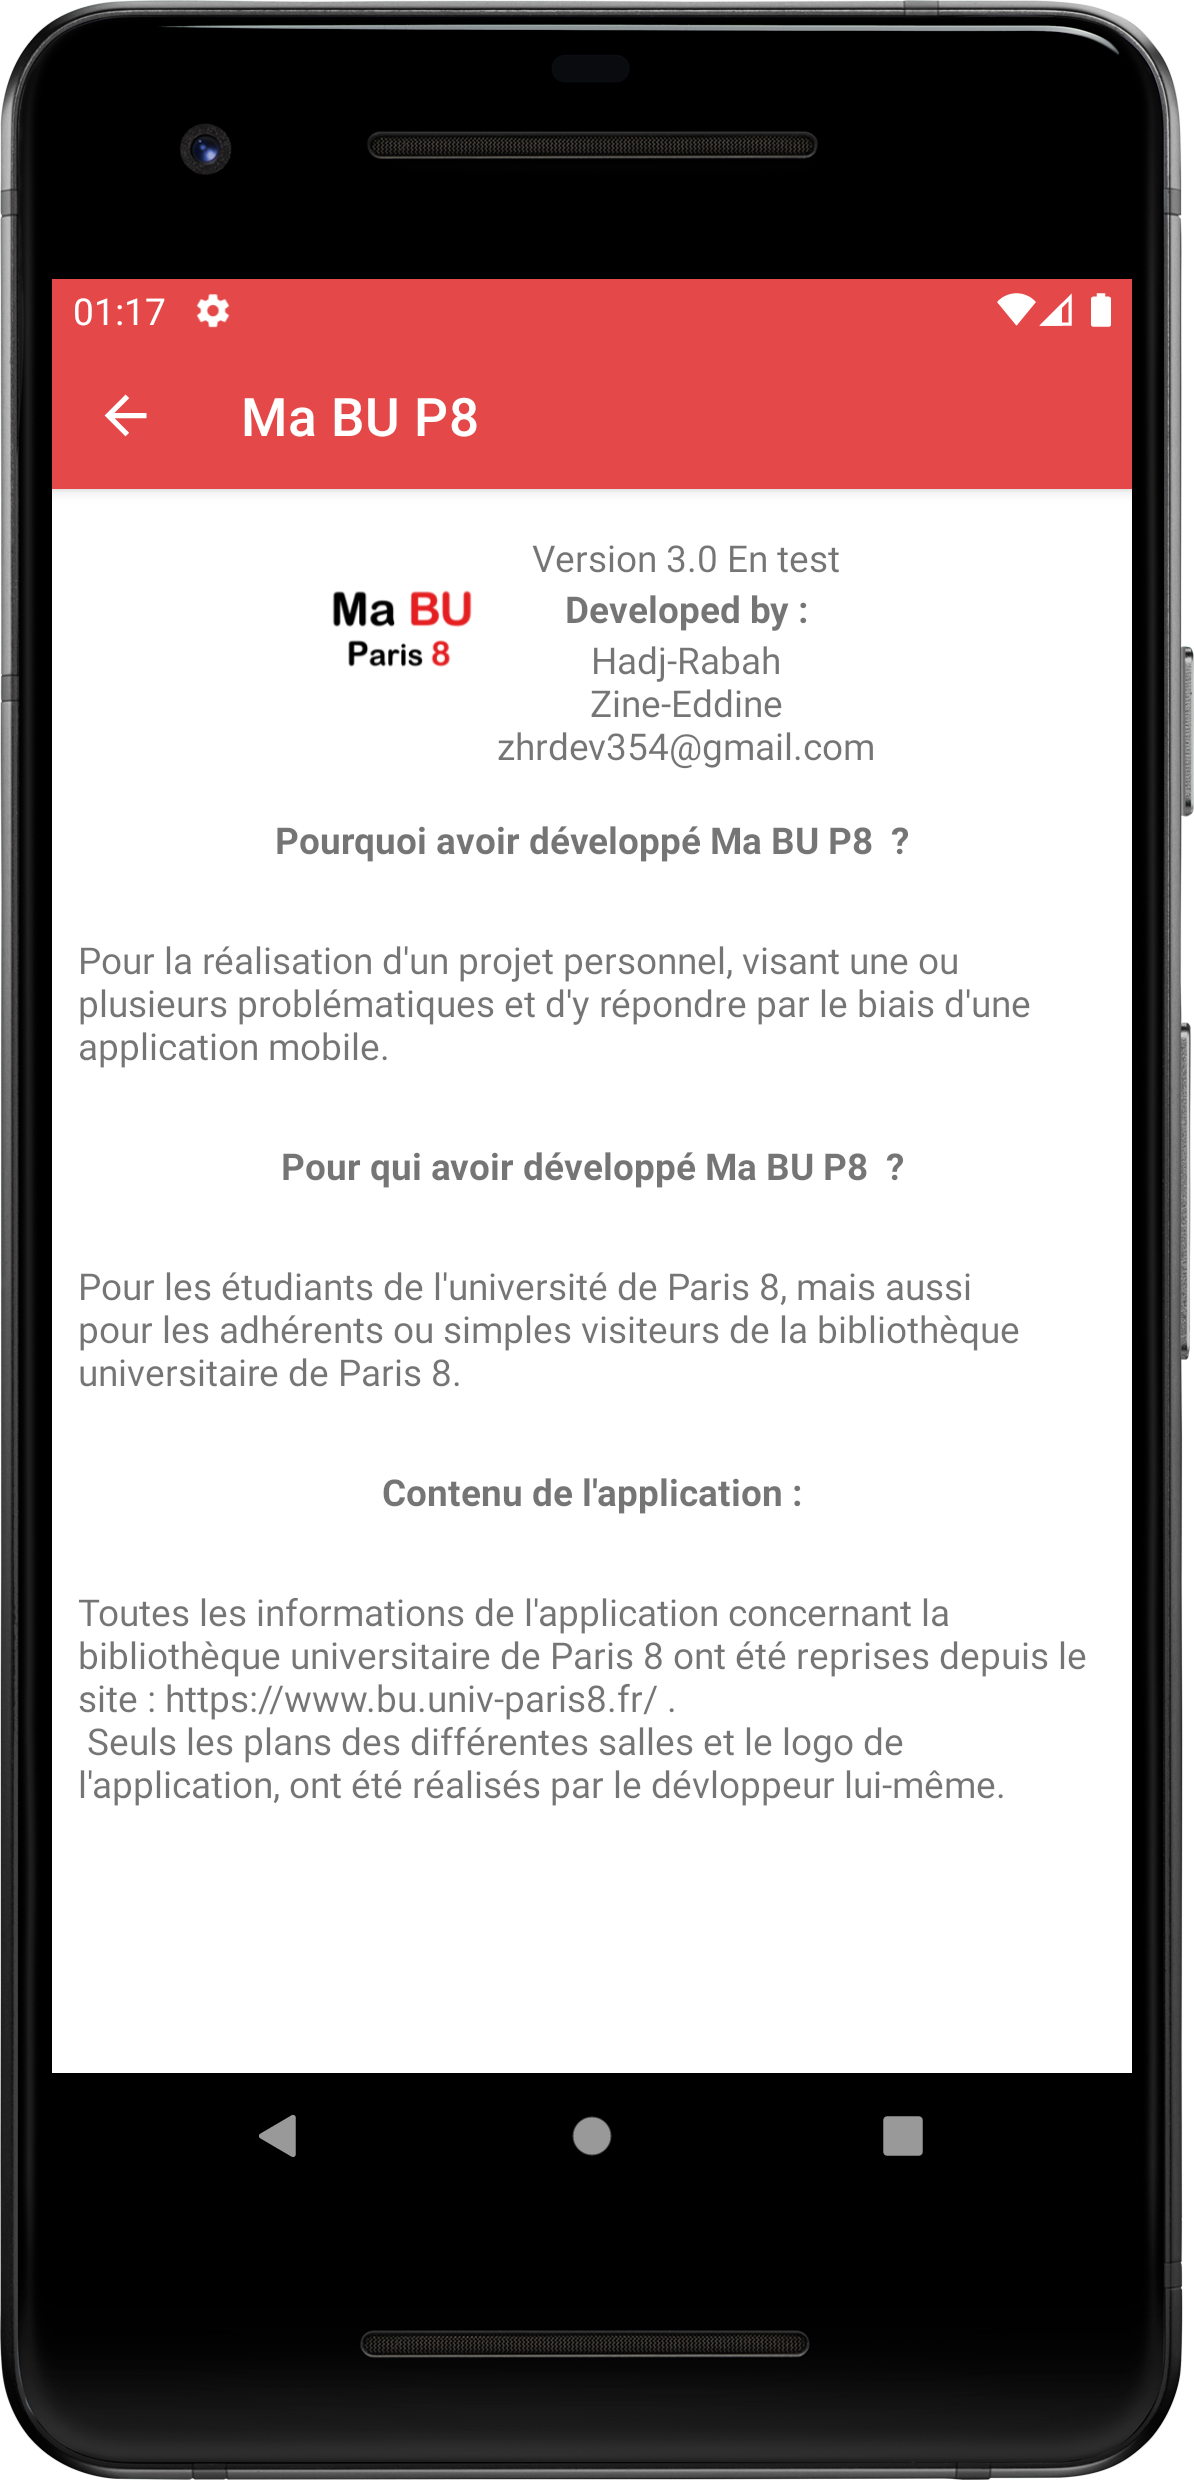 01:17
Ma BU P8
Version 3.0 En test
Ma BU
Paris 8
Developed by :
Hadj-Rabah
Zine-Eddine
zhrdev354@gmail.com
Pourquoi avoir développé Ma BU P8  ?
Pour la réalisation d'un projet personnel, visant une ou
plusieurs problématiques et d'y répondre par le biais d'une
application mobile.
Pour qui avoir développé Ma BU P8  ?
Pour les étudiants de l'université de Paris 8, mais aussi
pour les adhérents ou simples visiteurs de la bibliothèque
universitaire de Paris 8.
Contenu de l'application :
Toutes les informations de l'application concernant la
bibliothèque universitaire de Paris 8 ont été reprises depuis le
site : https://www.bu.univ-paris8.fr/ .
Seuls les plans des différentes salles et le logo de
l'application, ont été réalisés par le dévloppeur lui-même.